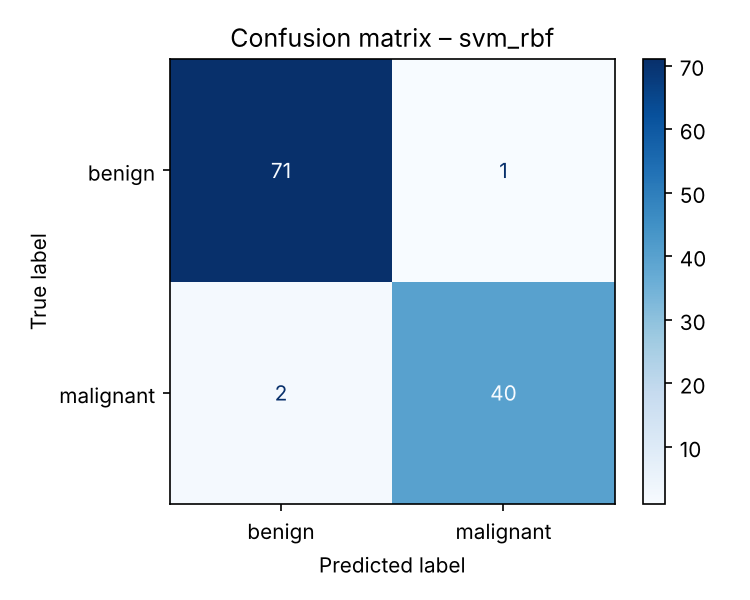 Confusion matrix – svm_rbf
benign
malignant
71
1
2
40
benign
malignant
Predicted label
True label
70
60
50
40
30
20
10